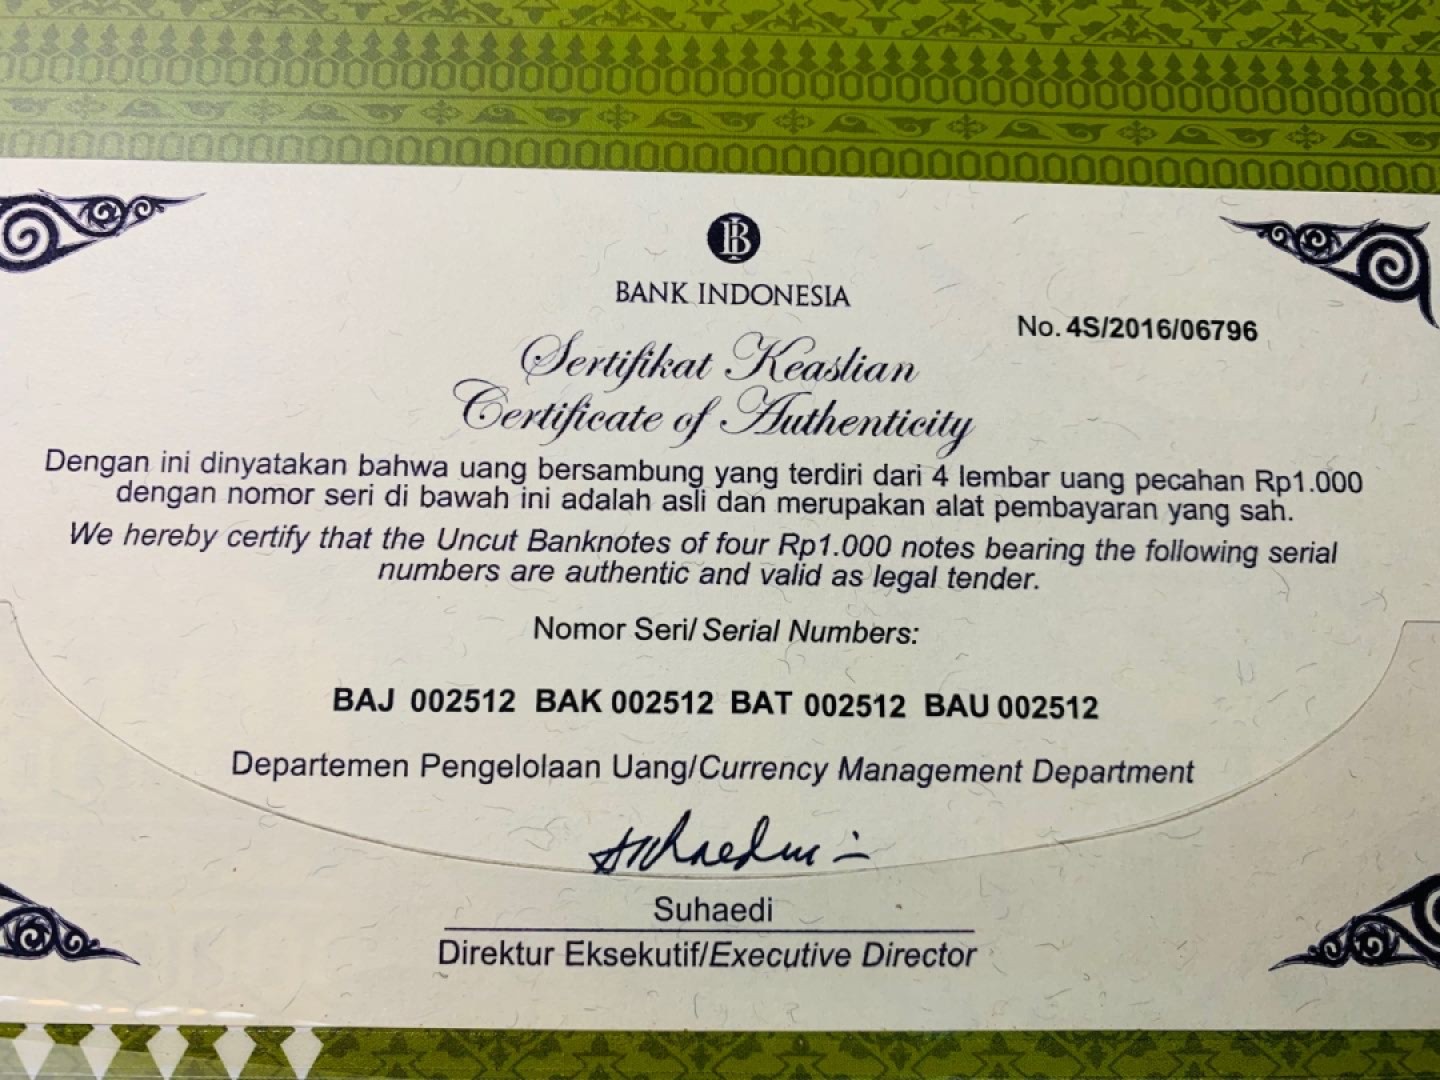 BANK INDONESIA
No. 4S/2016/06796
Sertifikat Keaslian
Certificate of Authenticity
Dengan ini dinyatakan bahwa uang bersambung yang terdiri dari 4 lembar uang pecahan Rp1.000
dengan nomor seri di bawah ini adalah asli dan merupakan alat pembayaran yang sah.
We hereby certify that the Uncut Banknotes of four Rp1.000 notes bearing the following serial
numbers are authentic and valid as legal tender.
Nomor Seri/ Serial Numbers:
BAJ 002512 BAK 002512 BAT 002512 BAU 002512
Departemen Pengelolaan Uang/Currency Management Department
Suhaedi
Direktur Eksekutif/Executive Director